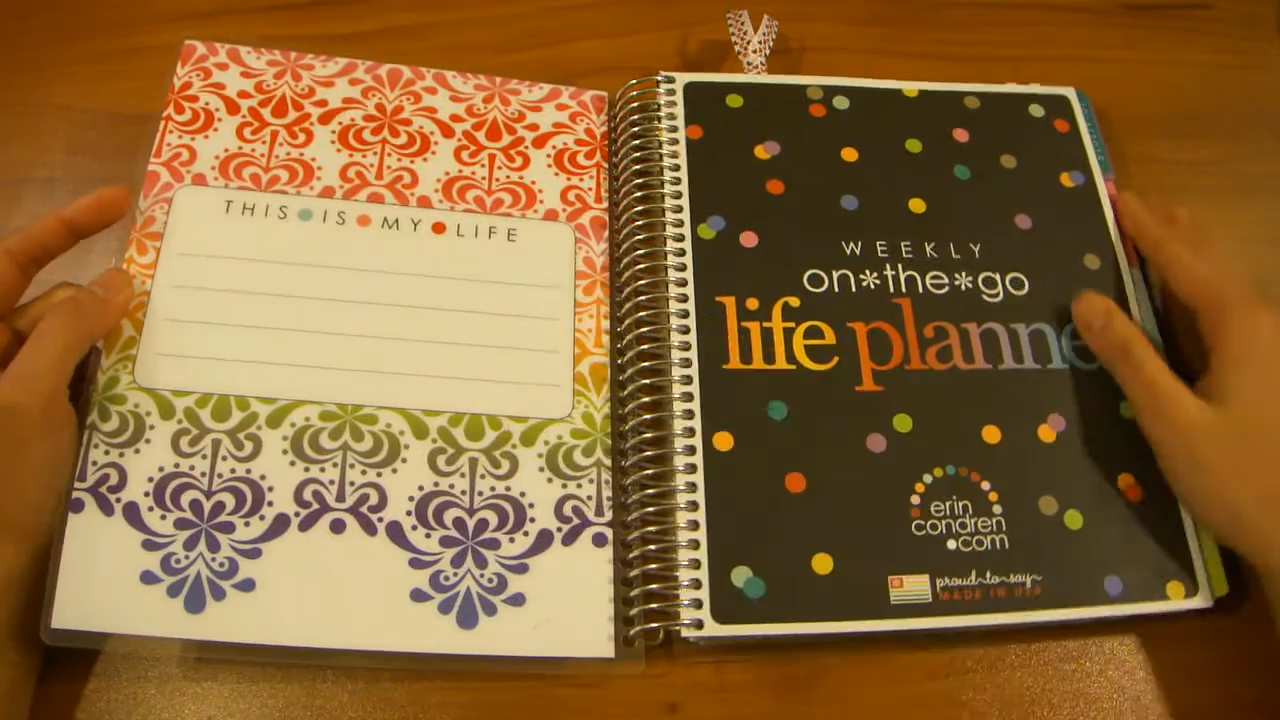 THIS IS MY LIFE
WEEKLY
on*the*go
life planne
erin
condren
.com
proud-to-say
MADE IN USA